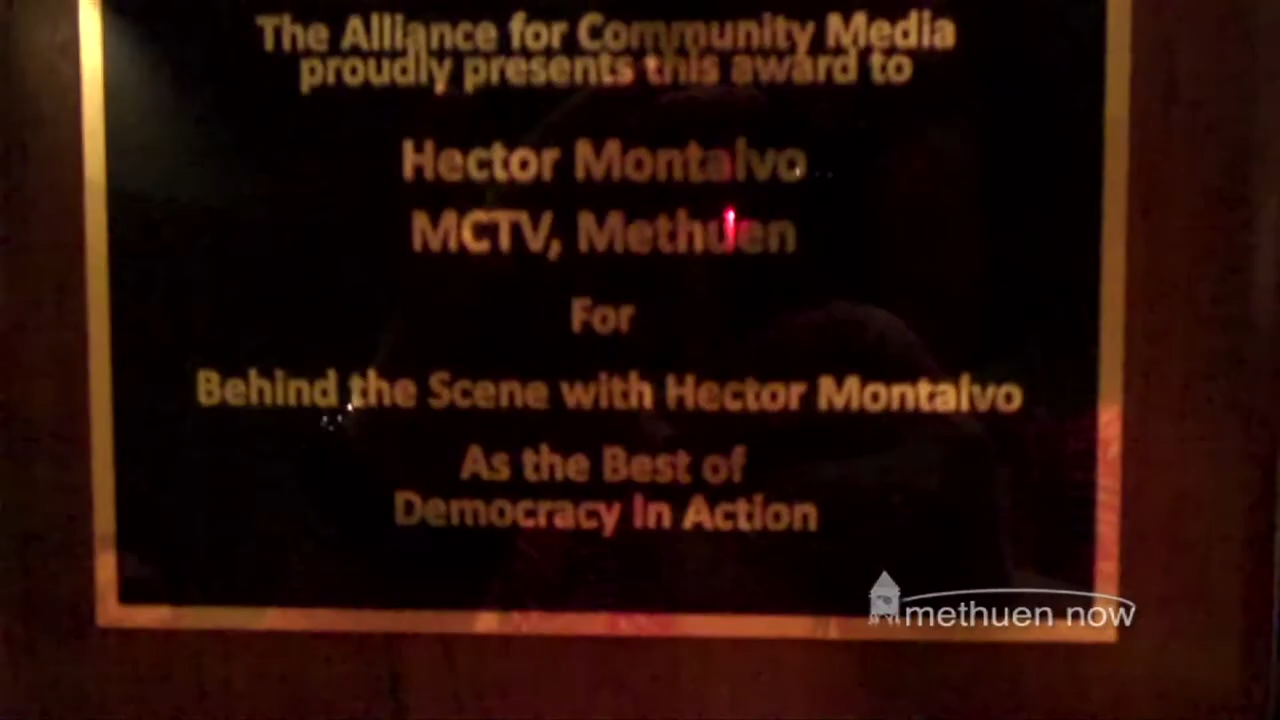 The Alliance for Community Media
proudly presents this award to
Hector Montalvo
MCTV, Methuen
For
Behind the Scene with Hector Montalvo
As the Best of
Democracy In Action
methuen now